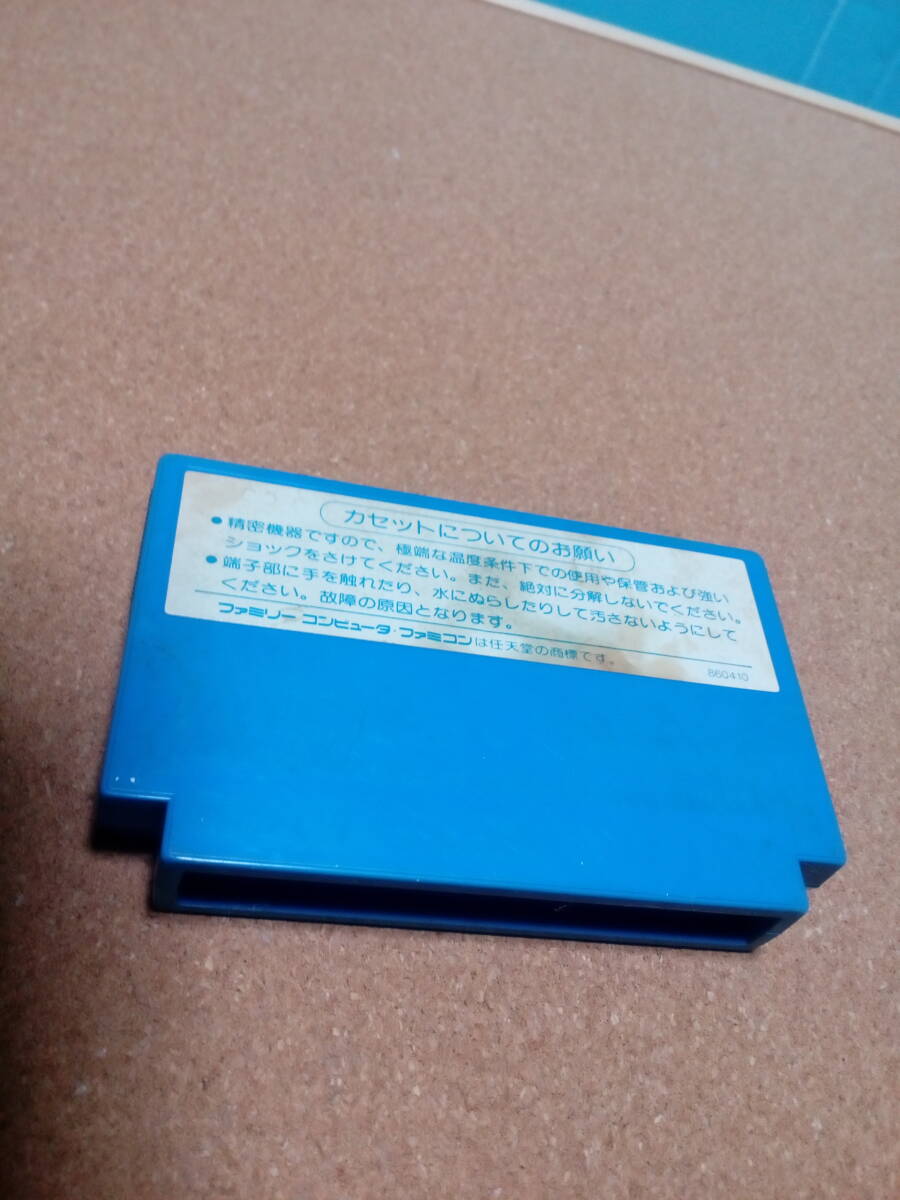 カセットについてのお願い
●精密機器ですので、極端な温度条件下での使用や保管および強い
ショックをさけてください。また、絶対に分解しないでください。
●端子部に手を触れたり、水にぬらしたりして汚さないようにして
ください。故障の原因となります。
ファミリーコンピュータ・ファミコンは任天堂の商標です。
860410